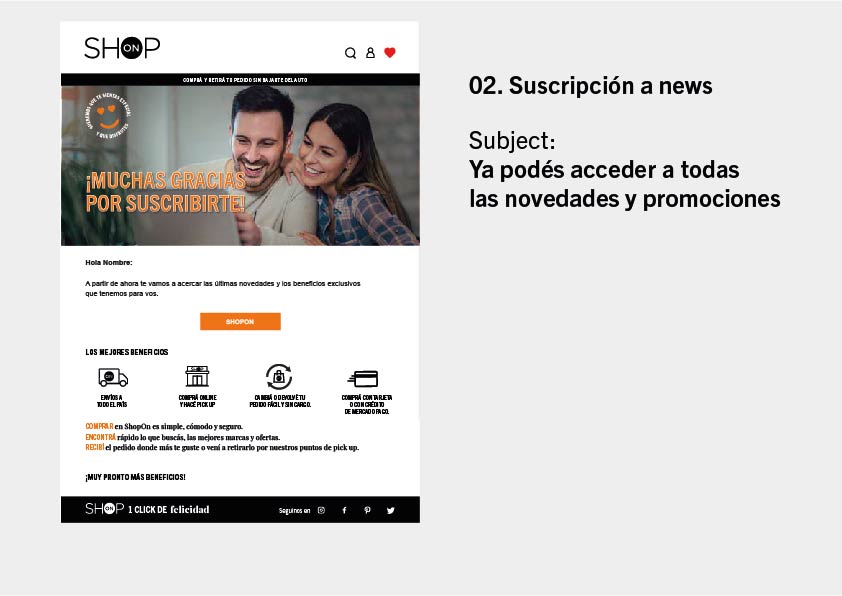 SHOP
ON
COMPRÁ Y RETIRÁ TU PEDIDO SIN BAJARTE DEL AUTO
QUEREMOS QUE TE SIENTAS ESPECIAL
Y QUE DISFRUTES
¡MUCHAS GRACIAS
POR SUSCRIBIRTE!
Hola Nombre:
A partir de ahora te vamos a acercar las últimas novedades y los beneficios exclusivos
que tenemos para vos.
SHOPON
LOS MEJORES BENEFICIOS
ENVÍOS A
TODO EL PAÍS
COMPRÁ ONLINE
Y HACÉ PICK UP
CAMBIÁ O DEVOLVÉ TU
PEDIDO FÁCIL Y SIN CARGO.
COMPRÁ CON TARJETA
O CON CRÉDITO
DE MERCADO PAGO.
COMPRAR en ShopOn es simple, cómodo y seguro.
ENCONTRÁ rápido lo que buscás, las mejores marcas y ofertas.
RECIBÍ el pedido donde más te guste o vení a retirarlo por nuestros puntos de pick up.
¡MUY PRONTO MÁS BENEFICIOS!
SHOP ON 1 CLICK DE felicidad
Seguinos en
02. Suscripción a news
Subject:
Ya podés acceder a todas
las novedades y promociones